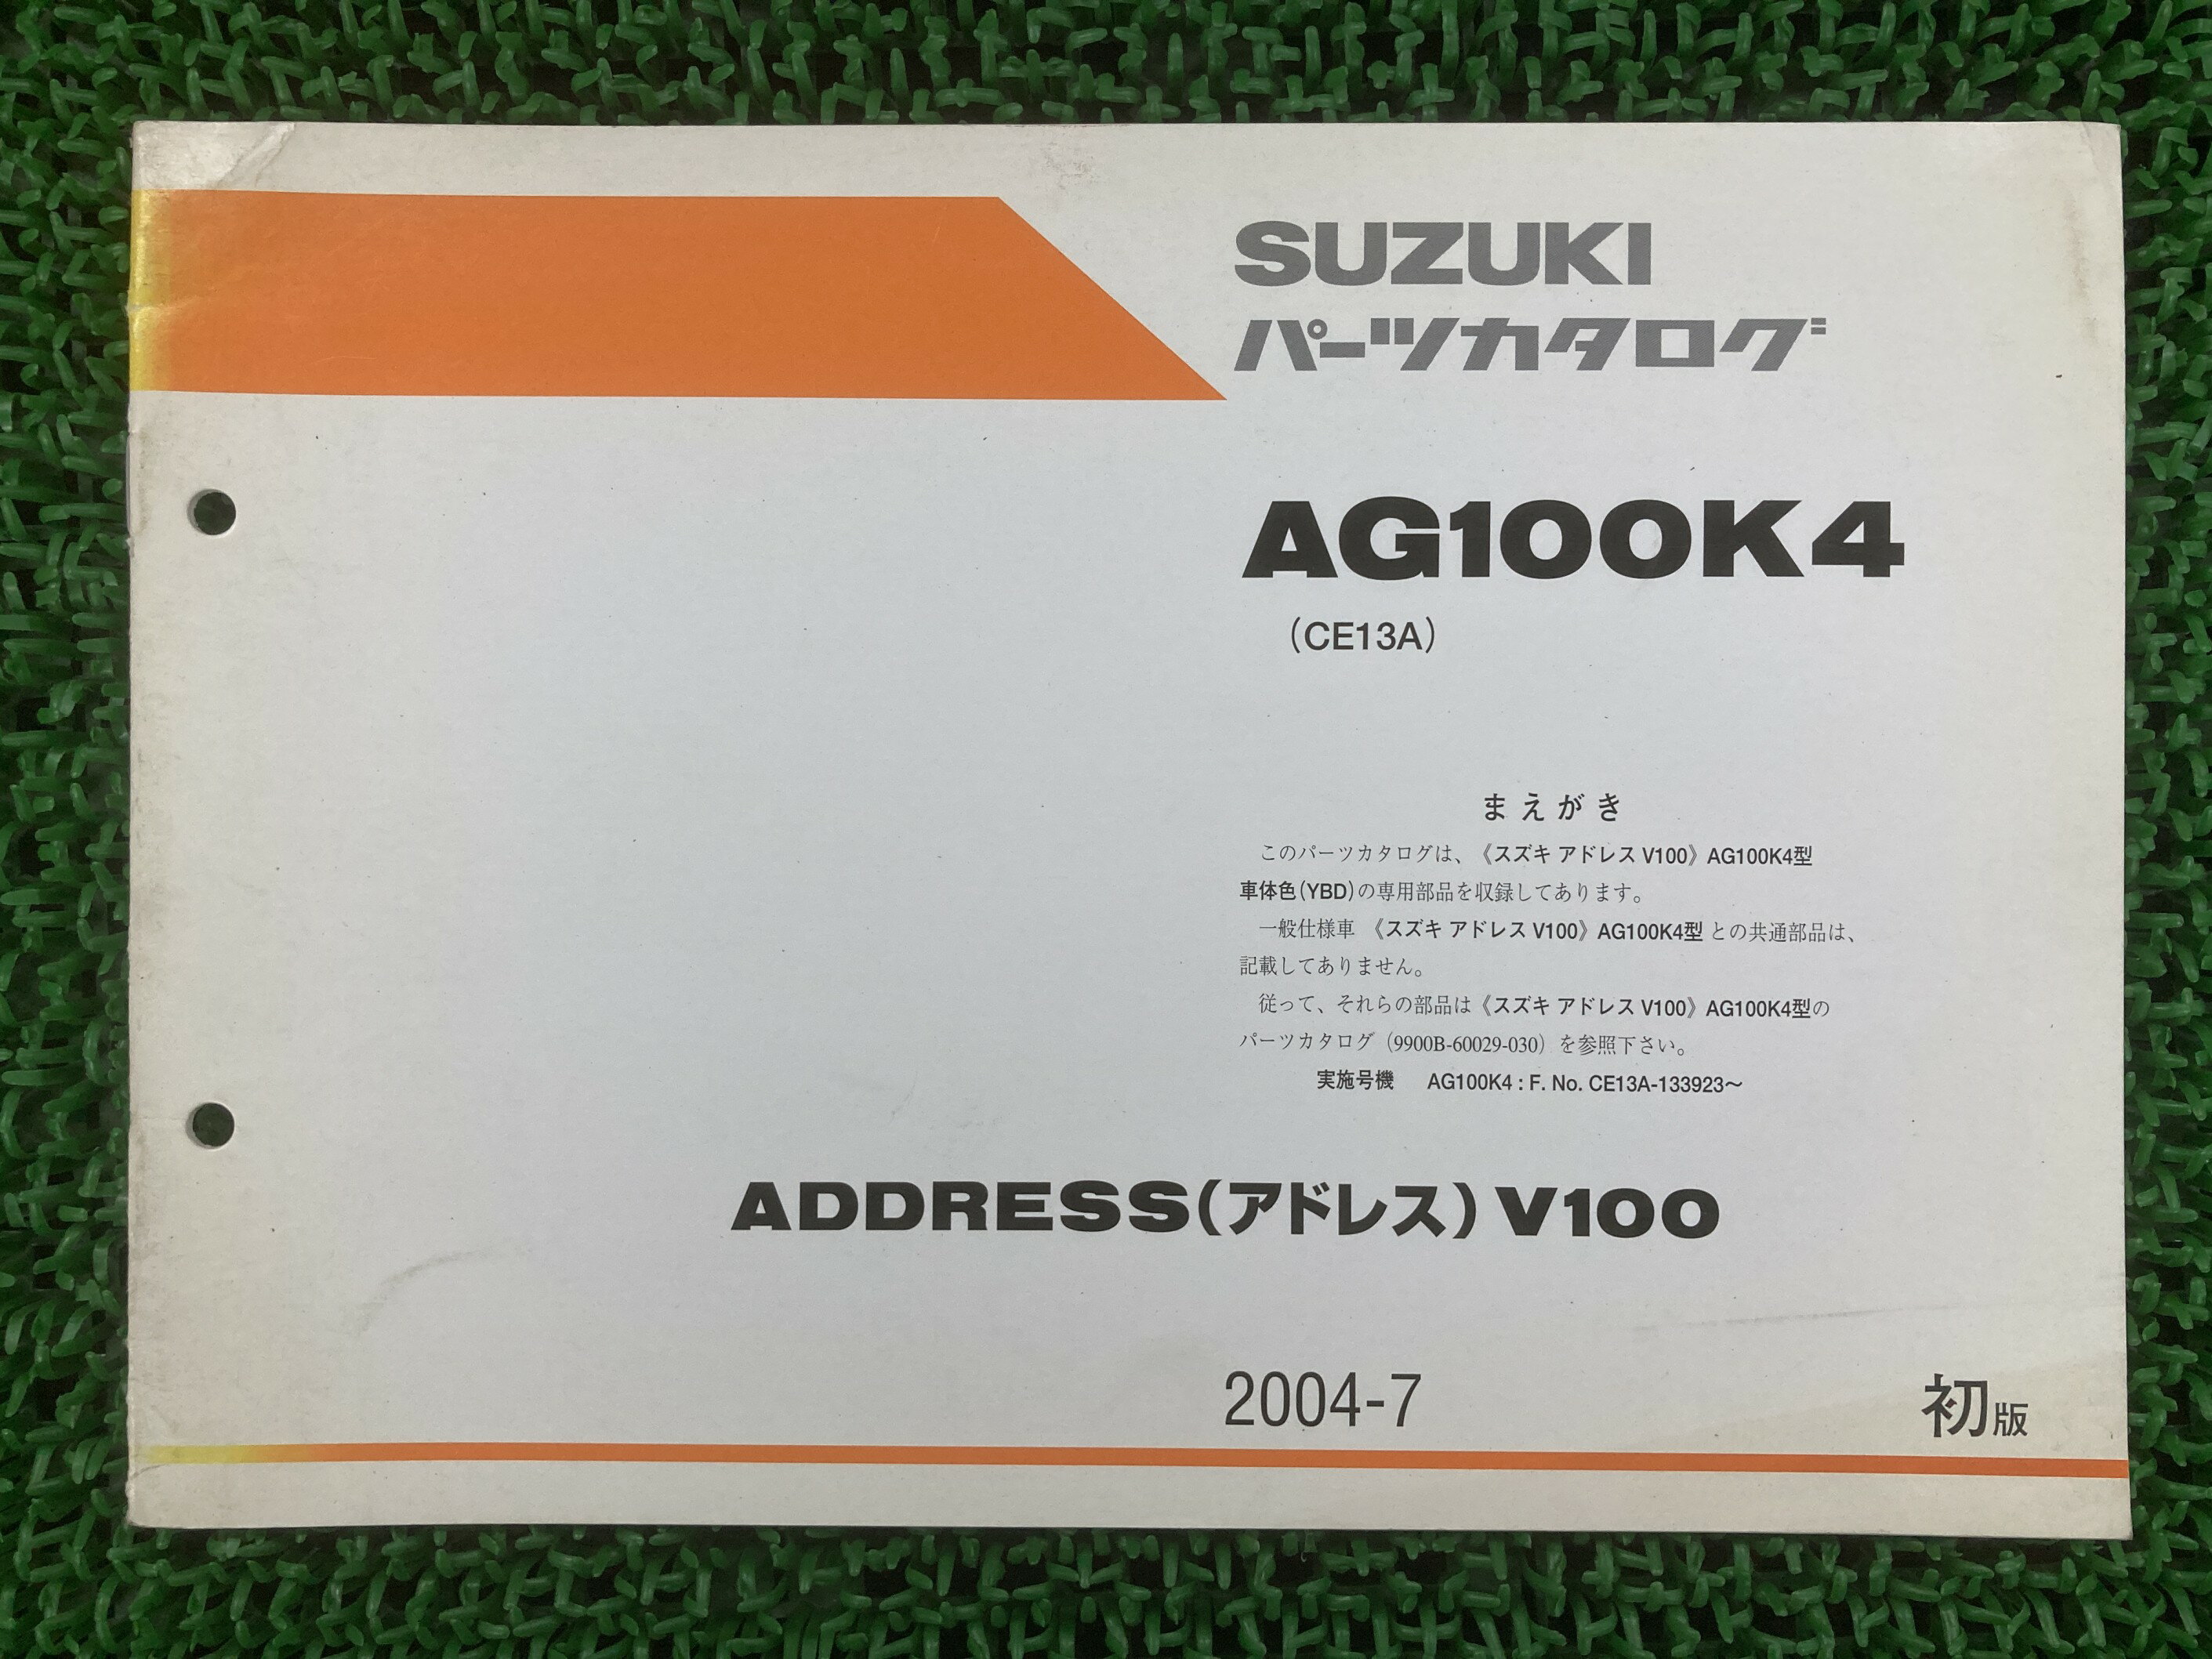 SUZUKI
パーツカタログ
AG100K4
（CE13A）
まえがき
このパーツカタログは、《スズキ アドレス V100》AG100K4型
車体色（YBD）の専用部品を収録してあります。
一般仕様車 《スズキ アドレス V100》AG100K4型 との共通部品は、
記載してありません。
従って、それらの部品は《スズキ アドレス V100》AG100K4型の
パーツカタログ（9900B-60029-030）を参照下さい。
実施号機 AG100K4 : F. No. CE13A-133923〜
ADDRESS（アドレス）V100
2004-7 初版